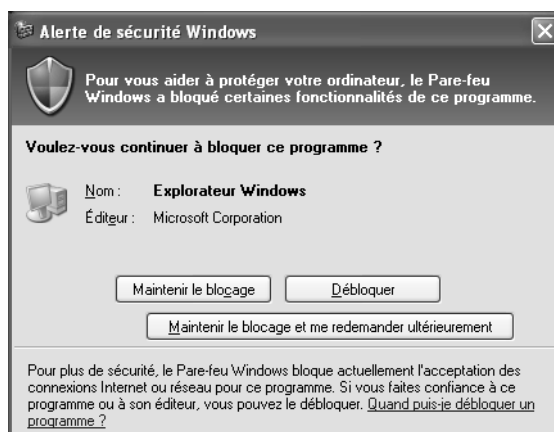 Alerte de sécurité Windows
Pour vous aider à protéger votre ordinateur, le Pare-feu
Windows a bloqué certaines fonctionnalités de ce programme.
Voulez-vous continuer à bloquer ce programme ?
Nom : Explorateur Windows
Éditeur : Microsoft Corporation
Maintenir le blocage Débloquer
Maintenir le blocage et me redemander ultérieurement
Pour plus de sécurité, le Pare-feu Windows bloque actuellement l'acceptation des
connexions Internet ou réseau pour ce programme. Si vous faites confiance à ce
programme ou à son éditeur, vous pouvez le débloquer. Quand puis-je débloquer un
programme ?